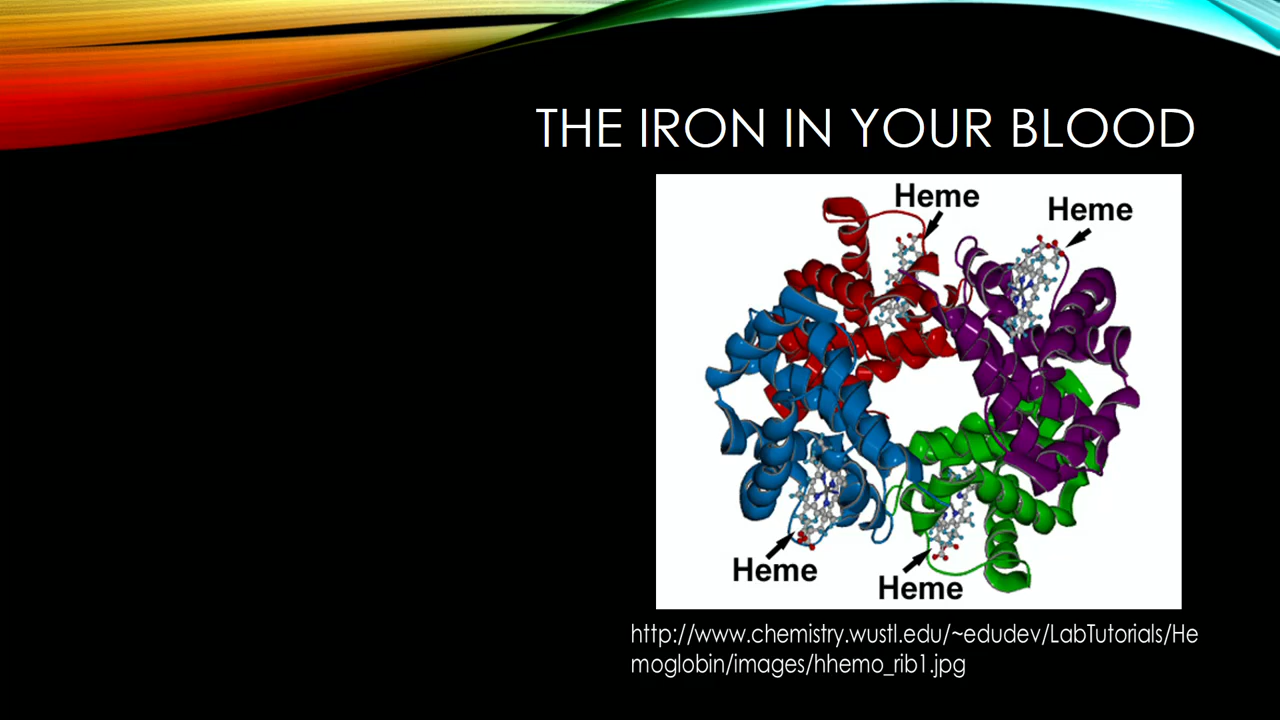 THE IRON IN YOUR BLOOD
Heme
Heme
Heme
Heme
http://www.chemistry.wustl.edu/~edudev/LabTutorials/He
moglobin/images/hhemo_rib1.jpg